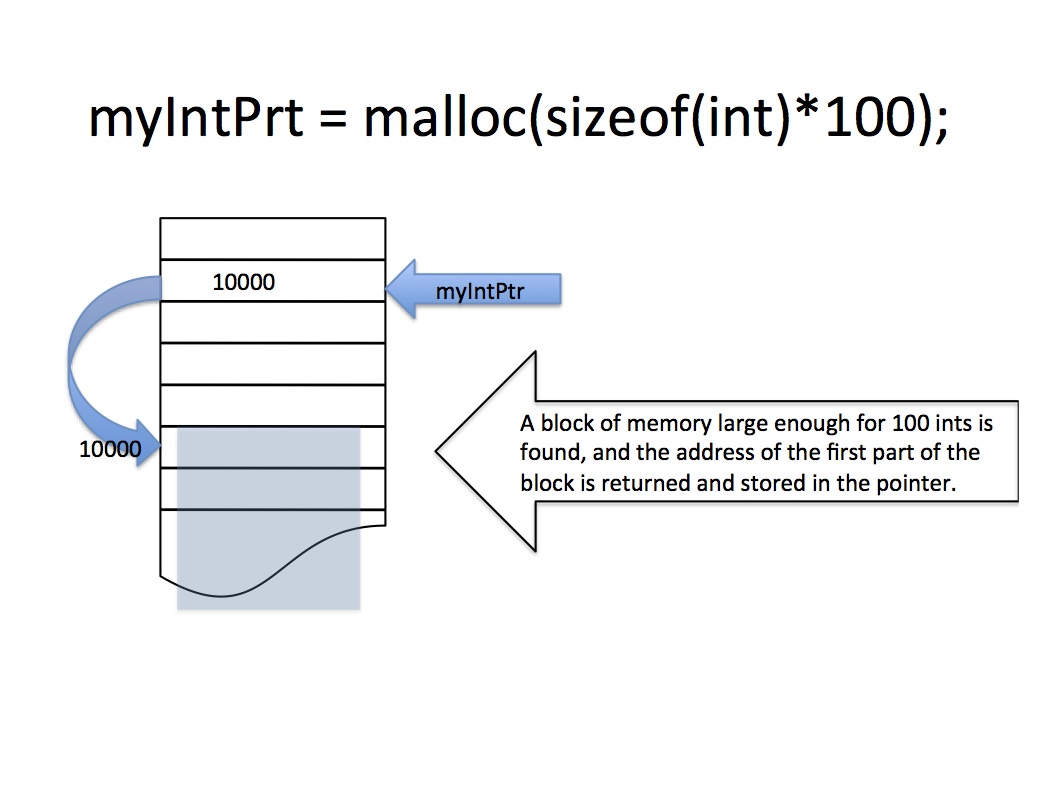 myIntPrt = malloc(sizeof(int)*100);
10000
myIntPtr
A block of memory large enough for 100 ints is
found, and the address of the first part of the
block is returned and stored in the pointer.
10000